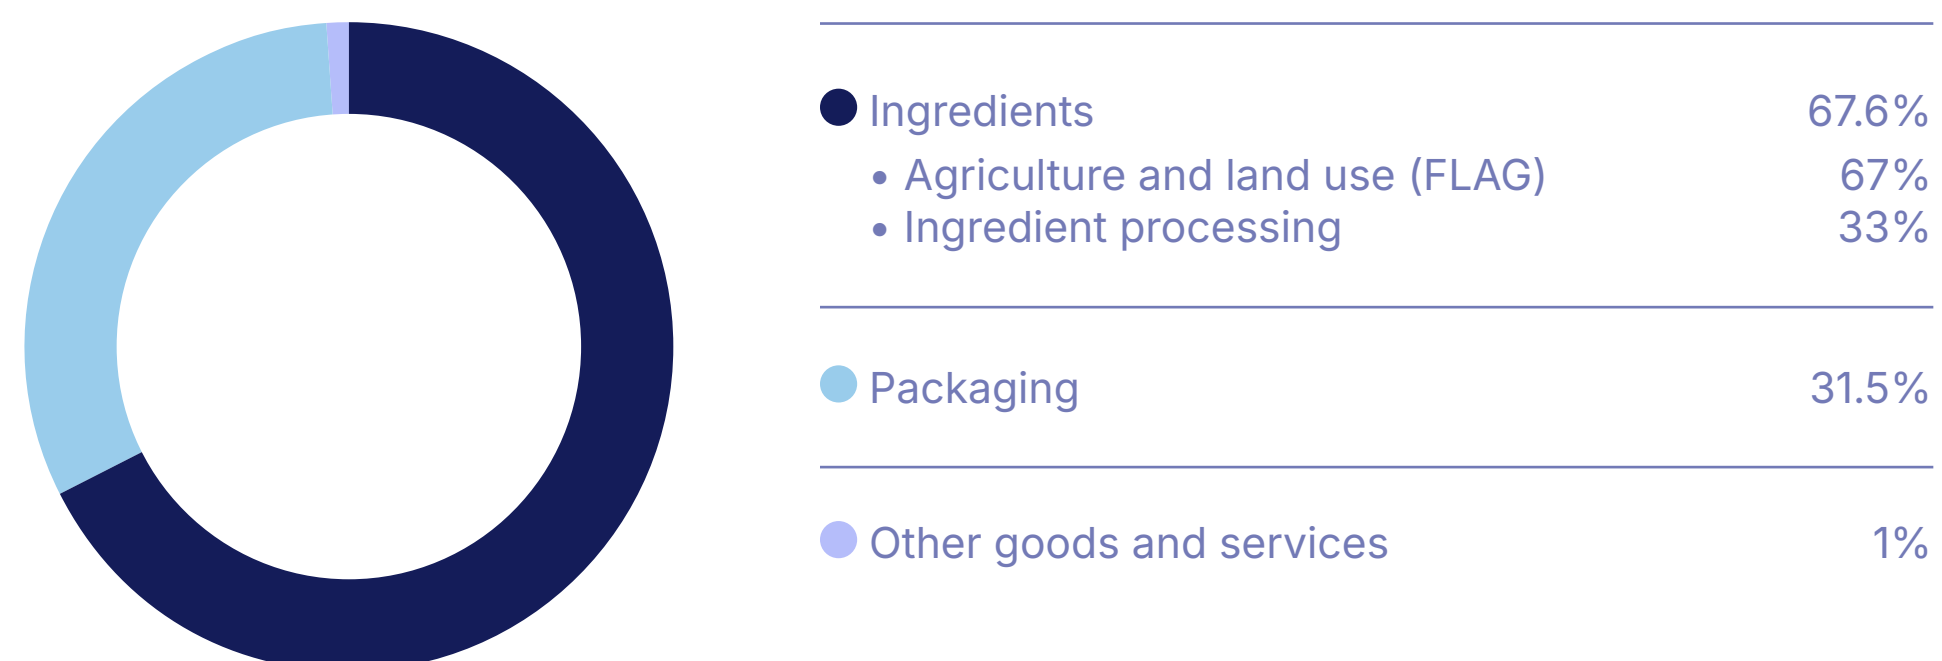 Ingredients 67.6%
• Agriculture and land use (FLAG) 67%
• Ingredient processing 33%
Packaging 31.5%
Other goods and services 1%